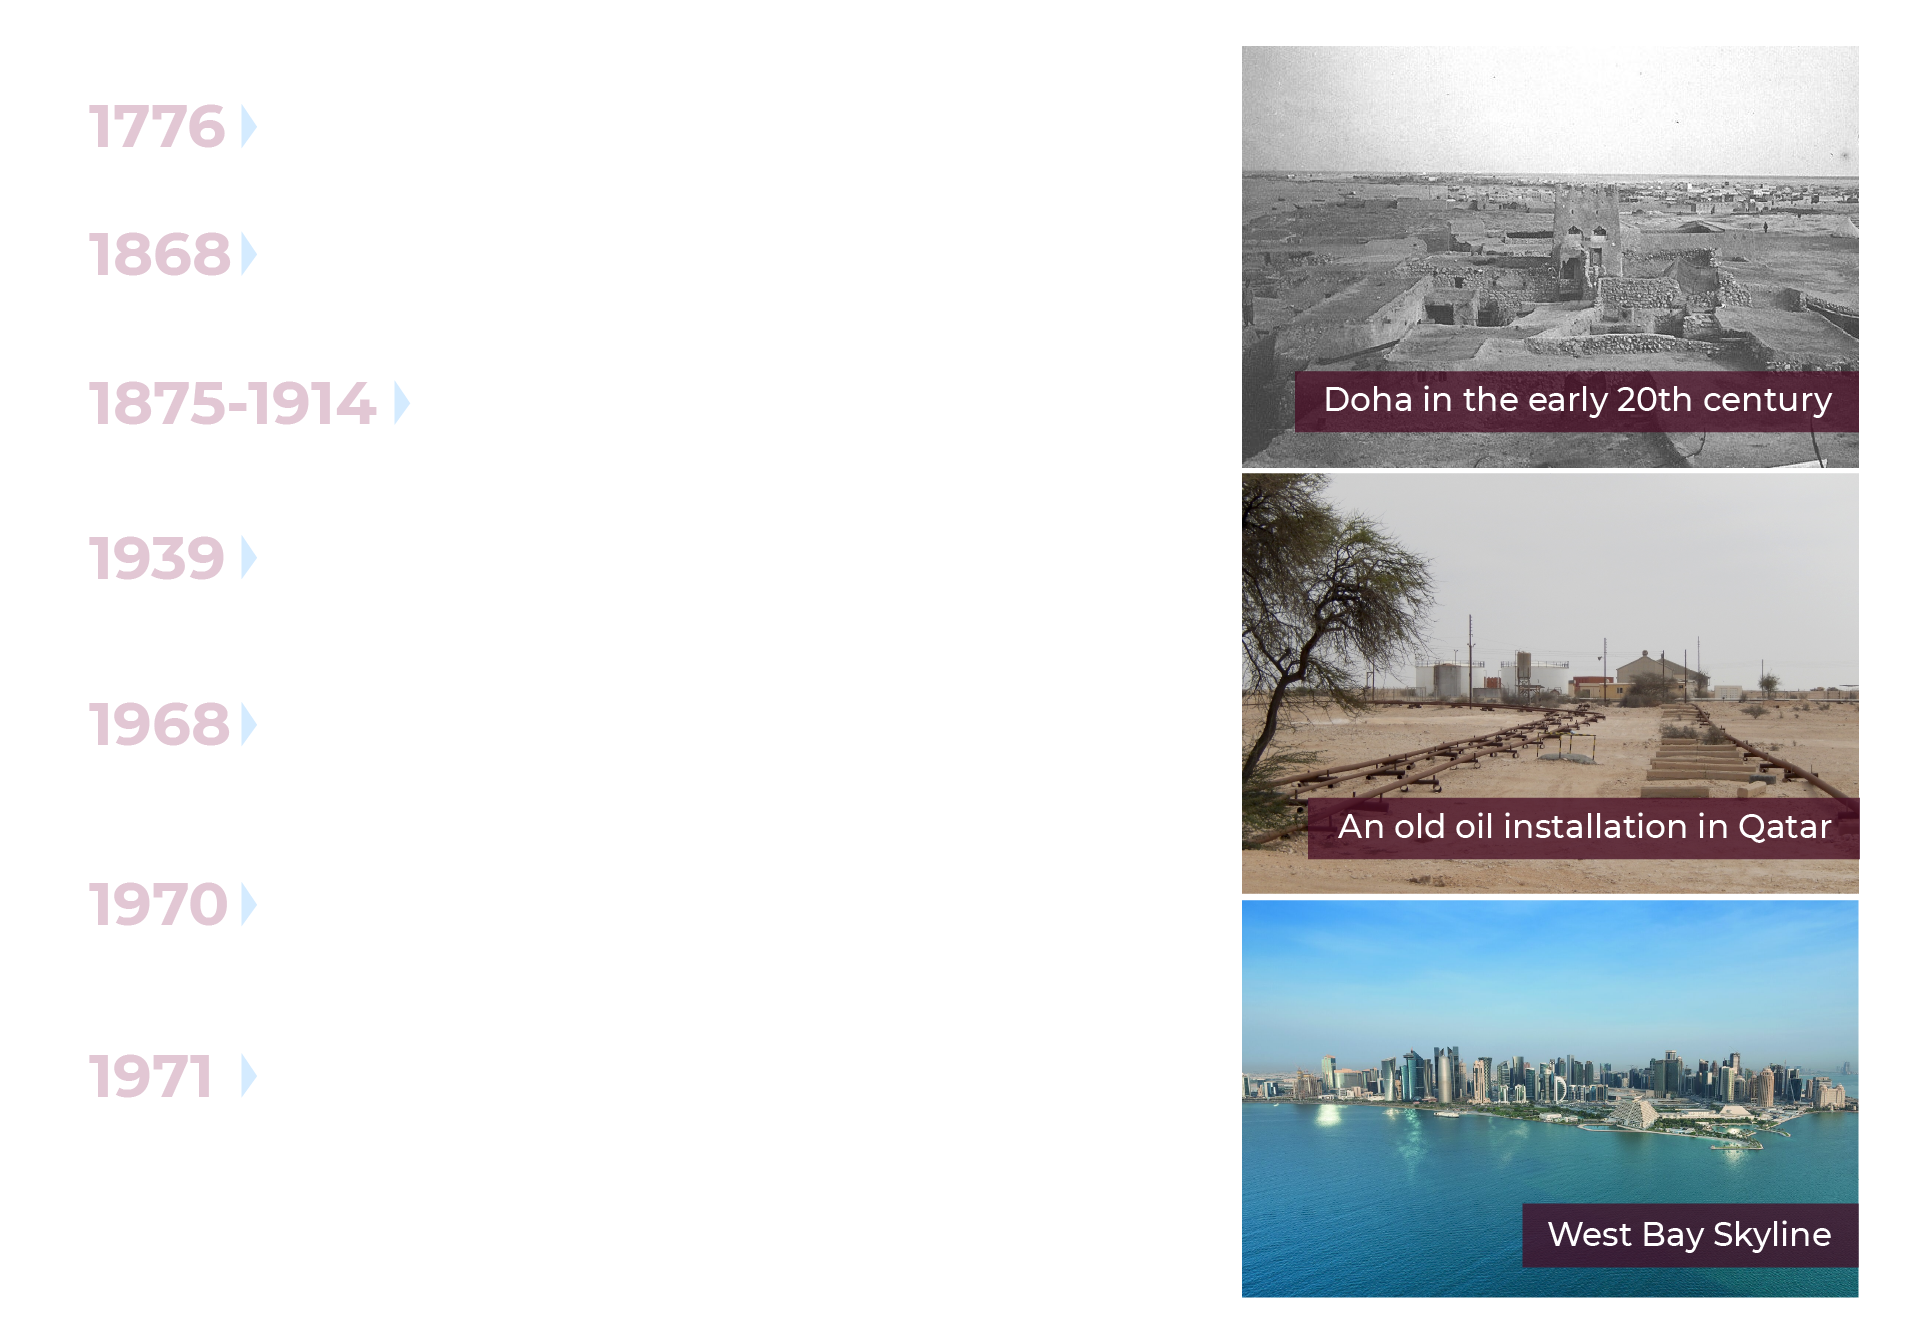 1776
1868
1875-1914
1939
1968
1970
1971
Doha in the early 20th century
An old oil installation in Qatar
West Bay Skyline